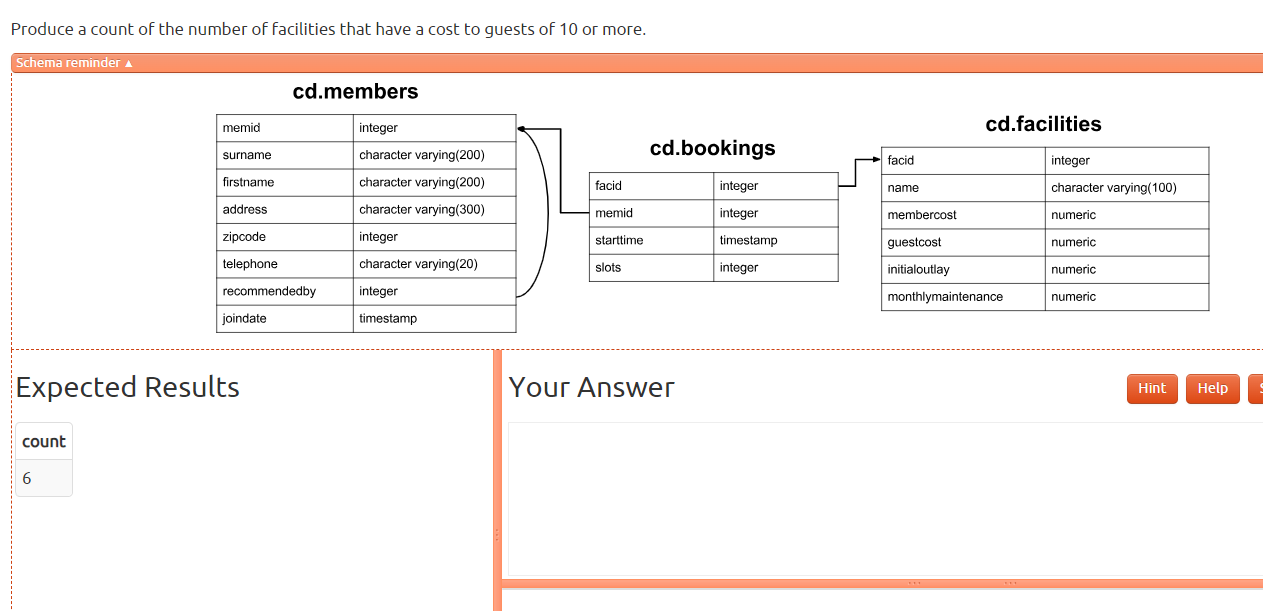 Produce a count of the number of facilities that have a cost to guests of 10 or more.
Schema reminder ▲
cd.members
memid integer
surname character varying(200)
firstname character varying(200)
address character varying(300)
zipcode integer
telephone character varying(20)
recommendedby integer
joindate timestamp
cd.bookings
facid integer
memid integer
starttime timestamp
slots integer
cd.facilities
facid integer
name character varying(100)
membercost numeric
guestcost numeric
initialoutlay numeric
monthlymaintenance numeric
Expected Results
count
6
Your Answer
Hint Help